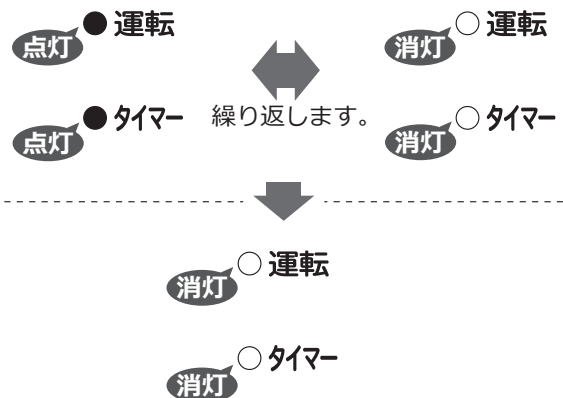 ● 運転
点灯
○ 運転
消灯
● タイマー
点灯
繰り返します。
○ タイマー
消灯
○ 運転
消灯
○ タイマー
消灯